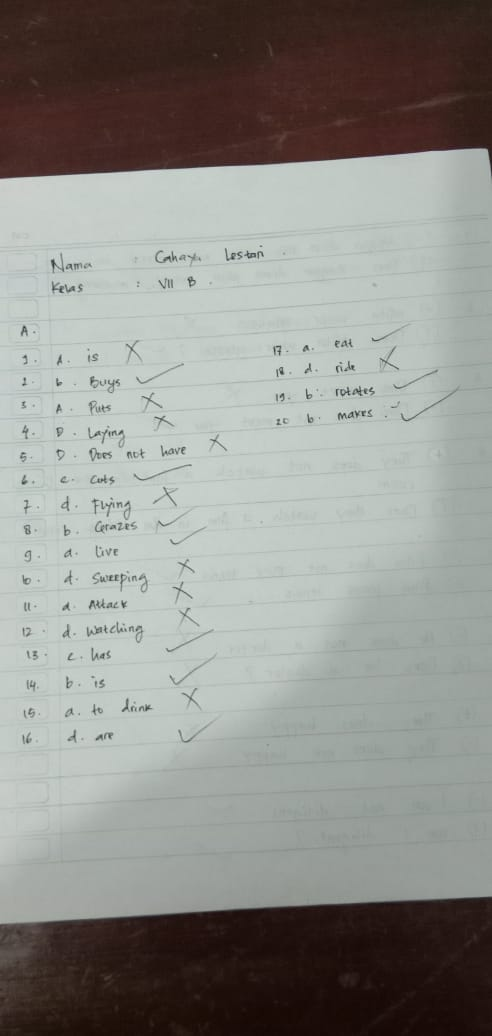 Nama : Cahaya Lestari.
Kelas : VII B.
A.
1. A. is
2. b. Buys
3. A. Puts
4. D. Laying
5. D. Does not have
6. c. Cuts
7. d. Flying
8. b. Gerazes
9. a. live
10. d. Sweeping
11. a. Attack
12. d. Watching
13. c. has
14. b. is
15. a. to drink
16. d. are
17. a. eat
18. d. ride
19. b. rotates
20 b. makes.